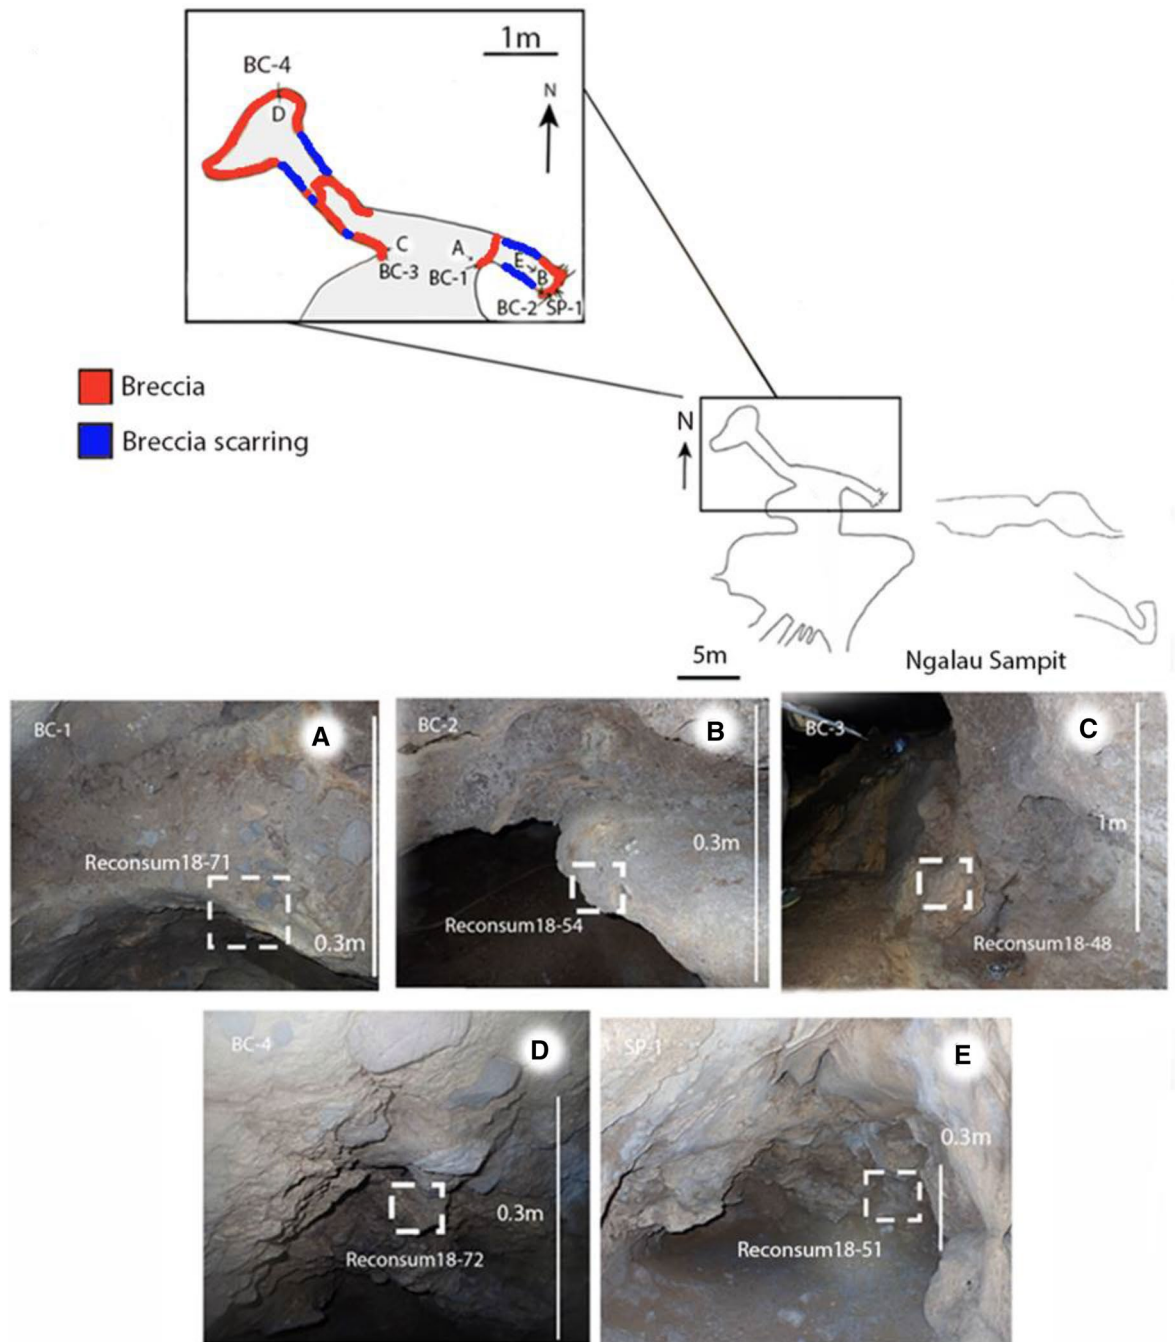 1m
BC-4
N
D
C
A
BC-3
BC-1
E
B
BC-2 SP-1
Breccia
Breccia scarring
N
5m
Ngalau Sampit
BC-1
A
Reconsum18-71
0.3m
BC-2
B
0.3m
Reconsum18-54
BC-3
C
1m
Reconsum18-48
BC-4
D
0.3m
Reconsum18-72
SP-1
E
0.3m
Reconsum18-51